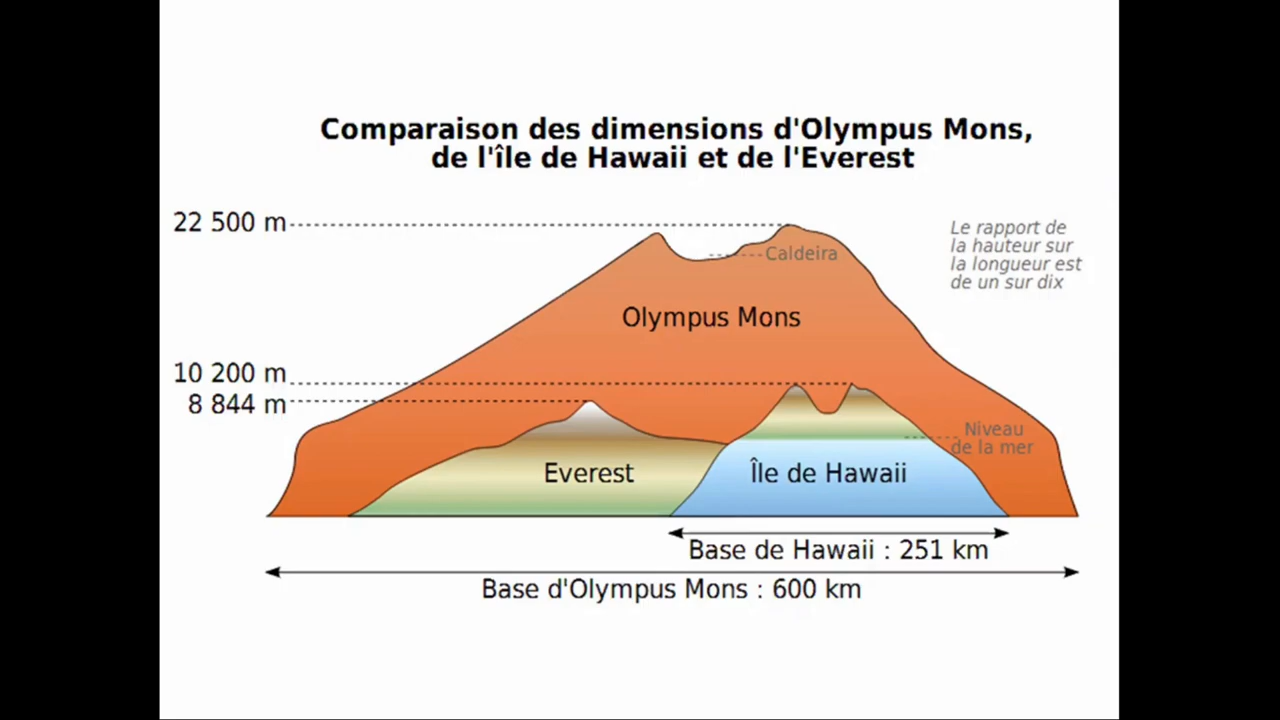 Comparaison des dimensions d'Olympus Mons,
de l'île de Hawaii et de l'Everest
22 500 m
Le rapport de
la hauteur sur
la longueur est
de un sur dix
Caldeira
Olympus Mons
10 200 m
8 844 m
Niveau
de la mer
Everest
Île de Hawaii
Base de Hawaii : 251 km
Base d'Olympus Mons : 600 km